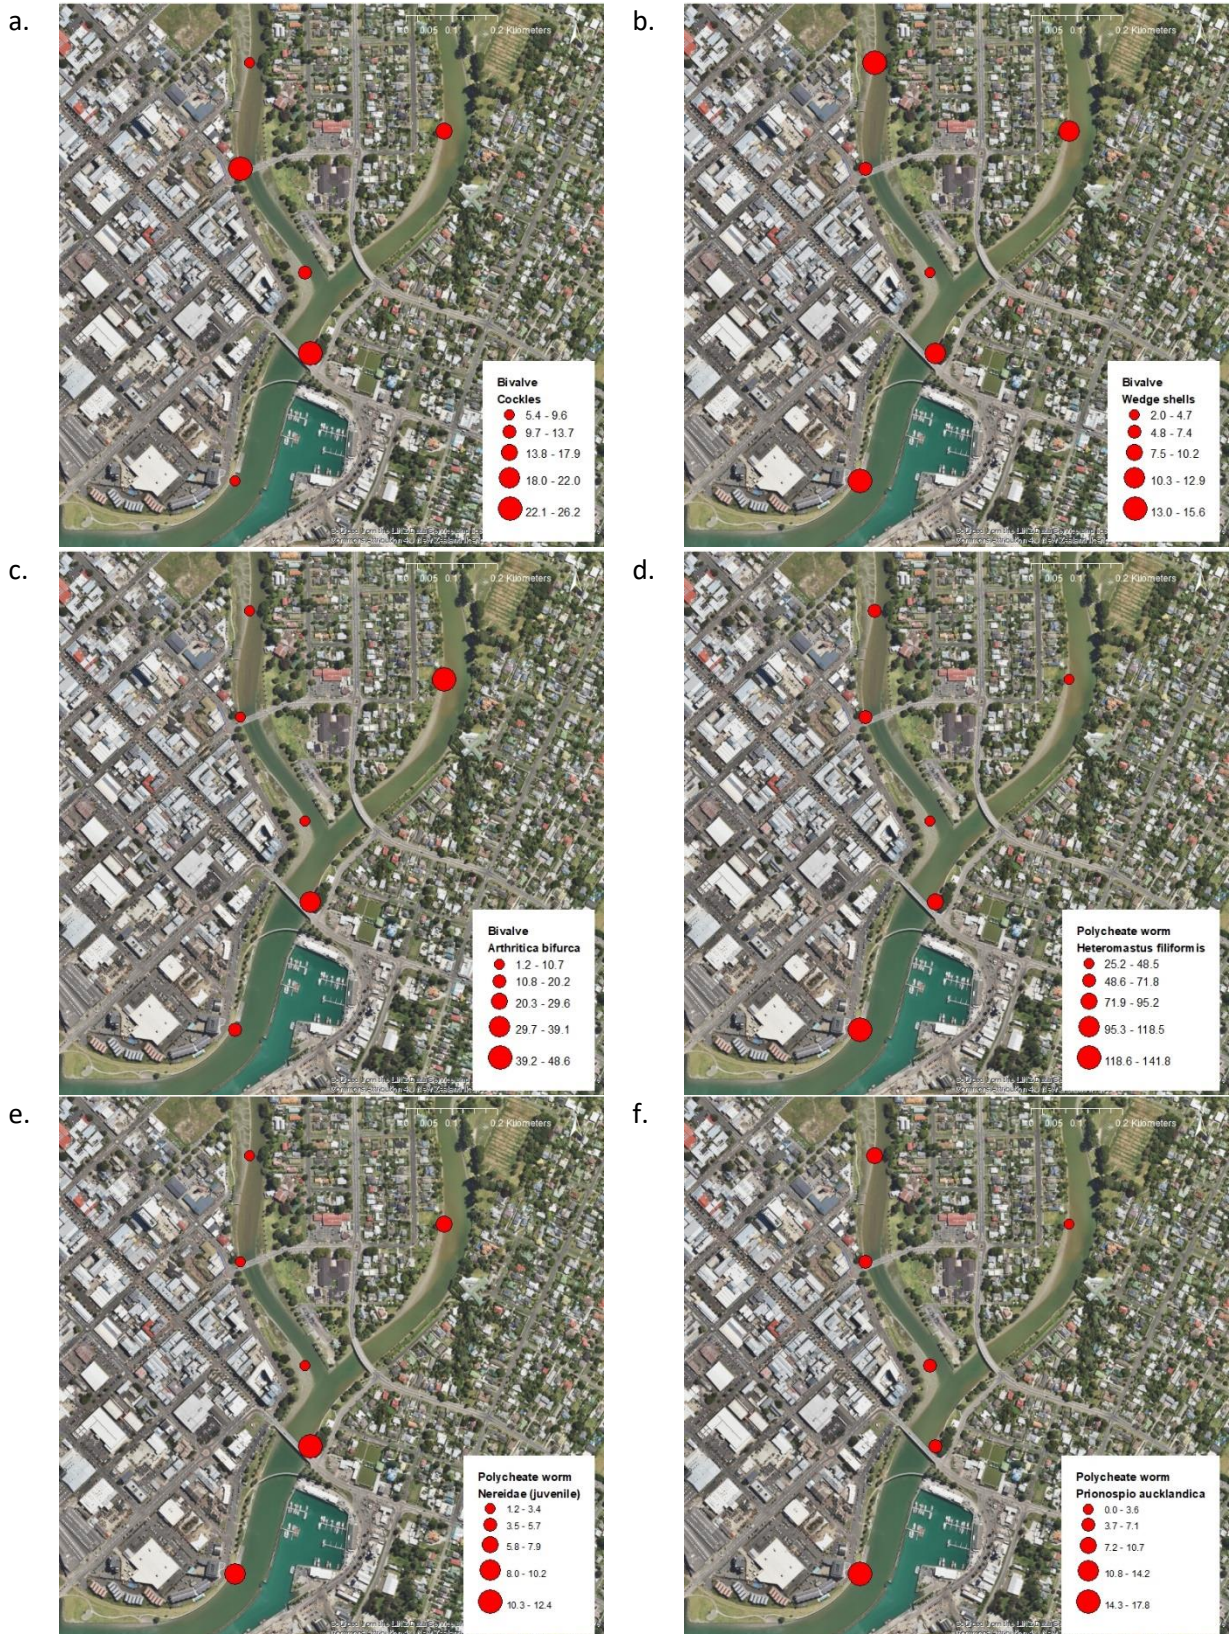 a.
0 0.05 0.1 0.2 Kilometers
Bivalve
Cockles
5.4 - 9.6
9.7 - 13.7
13.8 - 17.9
18.0 - 22.0
22.1 - 26.2
b.
0 0.05 0.1 0.2 Kilometers
Bivalve
Wedge shells
2.0 - 4.7
4.8 - 7.4
7.5 - 10.2
10.3 - 12.9
13.0 - 15.6
c.
0 0.05 0.1 0.2 Kilometers
Bivalve
Arthritica bifurca
1.2 - 10.7
10.8 - 20.2
20.3 - 29.6
29.7 - 39.1
39.2 - 48.6
d.
0 0.05 0.1 0.2 Kilometers
Polycheate worm
Heteromastus filiformis
25.2 - 48.5
48.6 - 71.8
71.9 - 95.2
95.3 - 118.5
118.6 - 141.8
e.
0 0.05 0.1 0.2 Kilometers
Polycheate worm
Nereidae (juvenile)
1.2 - 3.4
3.5 - 5.7
5.8 - 7.9
8.0 - 10.2
10.3 - 12.4
f.
0 0.05 0.1 0.2 Kilometers
Polycheate worm
Prionospio aucklandica
0.0 - 3.6
3.7 - 7.1
7.2 - 10.7
10.8 - 14.2
14.3 - 17.8